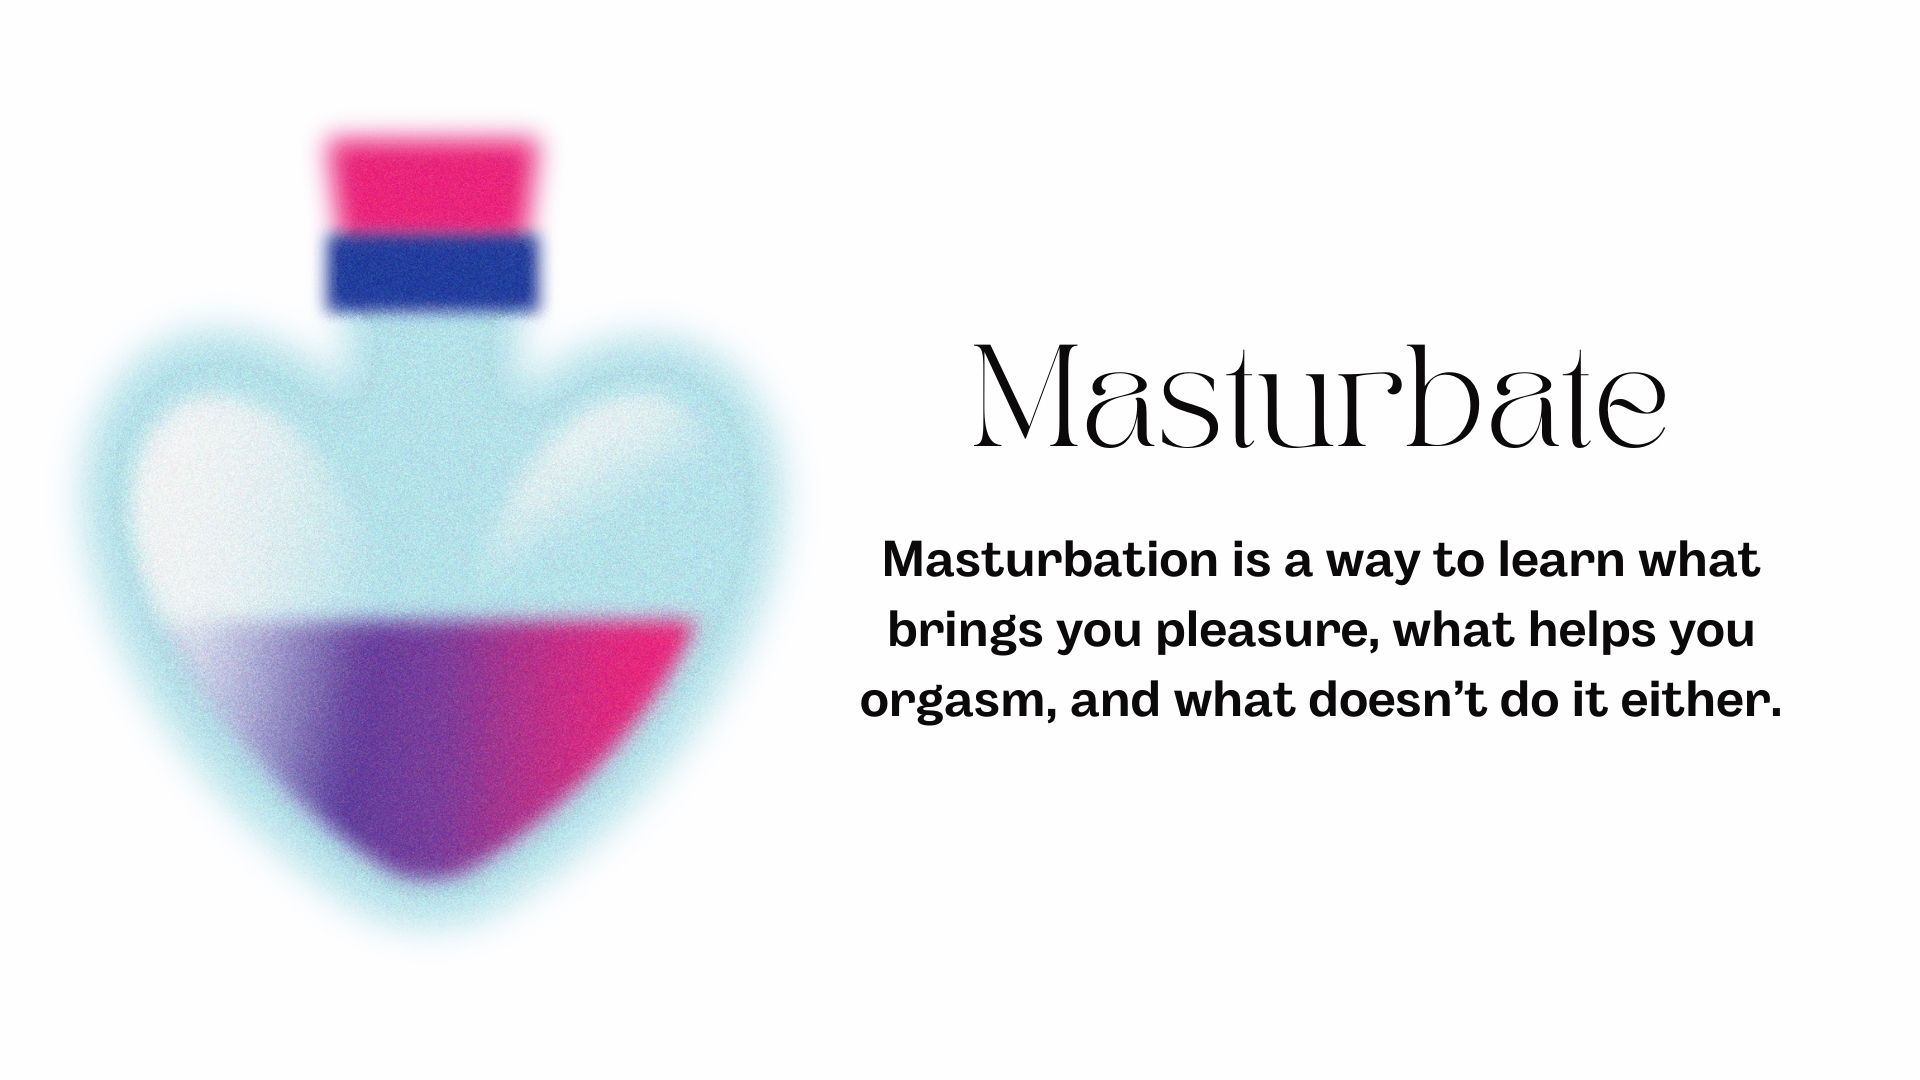 Masturbate
Masturbation is a way to learn what
brings you pleasure, what helps you
orgasm, and what doesn’t do it either.